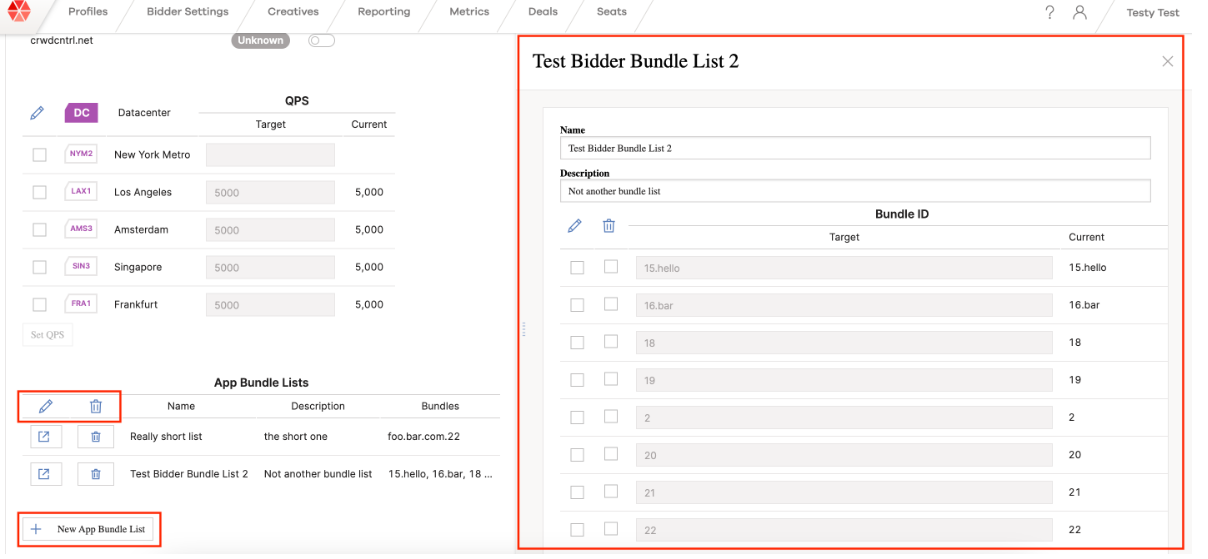 Profiles Bidder Settings Creatives Reporting Metrics Deals Seats ? Testy Test
crwdcntrl.net Unknown
QPS
DC Datacenter
Target Current
NYM2 New York Metro
LAX1 Los Angeles 5000 5,000
AMS3 Amsterdam 5000 5,000
SIN3 Singapore 5000 5,000
FRA1 Frankfurt 5000 5,000
Set QPS
App Bundle Lists
Name Description Bundles
Really short list the short one foo.bar.com.22
Test Bidder Bundle List 2 Not another bundle list 15.hello, 16.bar, 18 ...
+ New App Bundle List
Test Bidder Bundle List 2
Name
Test Bidder Bundle List 2
Description
Not another bundle list
Bundle ID
Target Current
15.hello 15.hello
16.bar 16.bar
18 18
19 19
2 2
20 20
21 21
22 22